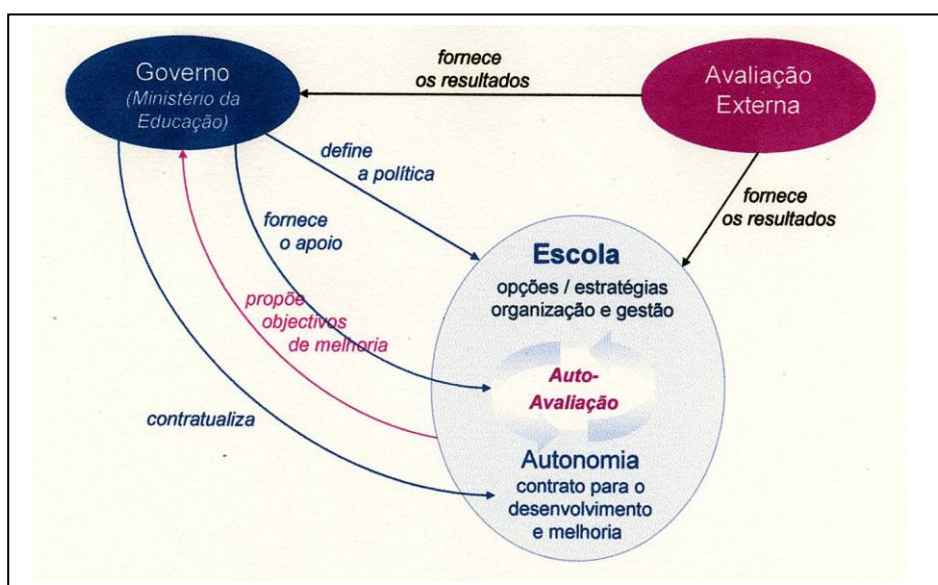 Governo
(Ministério da
Educação)
fornece
os resultados
Avaliação
Externa
define
a política
fornece
os resultados
fornece
o apoio
Escola
opções / estratégias
organização e gestão
propõe
objectivos
de melhoria
Auto-
Avaliação
contratualiza
Autonomia
contrato para o
desenvolvimento
e melhoria